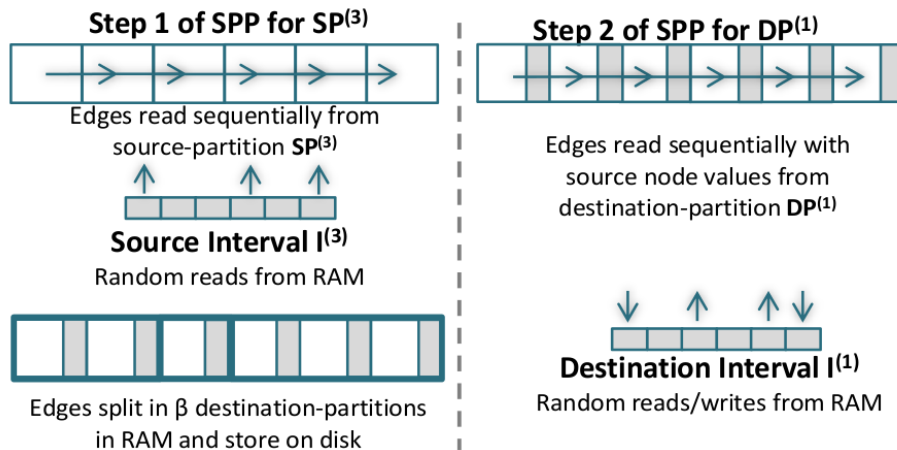 Step 1 of SPP for SP(3)
Edges read sequentially from
source-partition SP(3)
Source Interval I(3)
Random reads from RAM
Edges split in β destination-partitions
in RAM and store on disk
Step 2 of SPP for DP(1)
Edges read sequentially with
source node values from
destination-partition DP(1)
Destination Interval I(1)
Random reads/writes from RAM